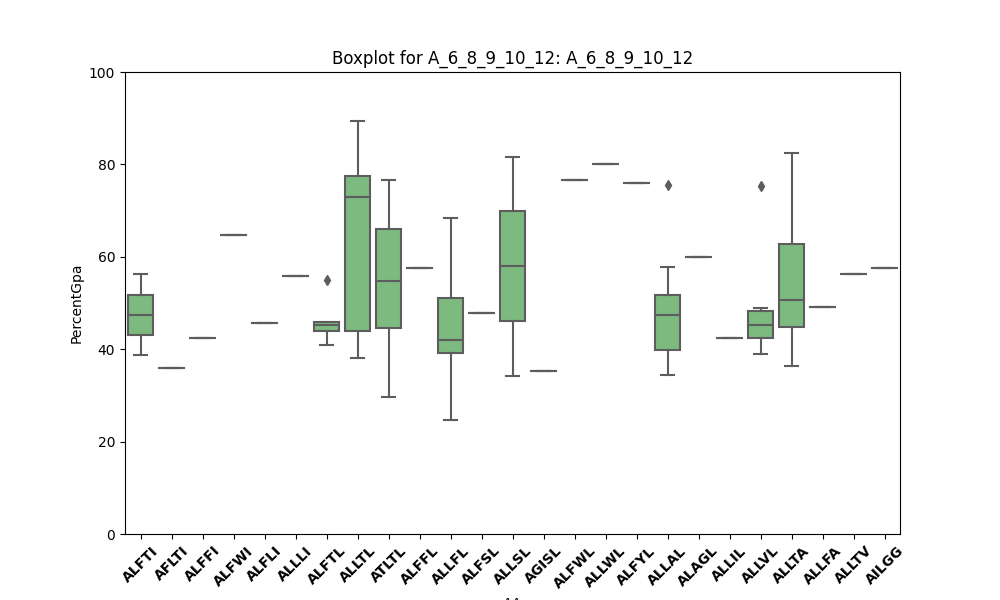 Boxplot for A_6_8_9_10_12: A_6_8_9_10_12
PercentGpa
100
80
60
40
20
0
ALFTI
AFLTI
ALFFI
ALFWI
ALFLI
ALLLI
ALFTL
ALLTL
ATLTL
ALFFL
ALLFL
ALFSL
ALLSL
AGISL
ALFWL
ALLWL
ALFYL
ALLAL
ALAGL
ALLIL
ALLVL
ALLTA
ALLFA
ALLTV
AILGG